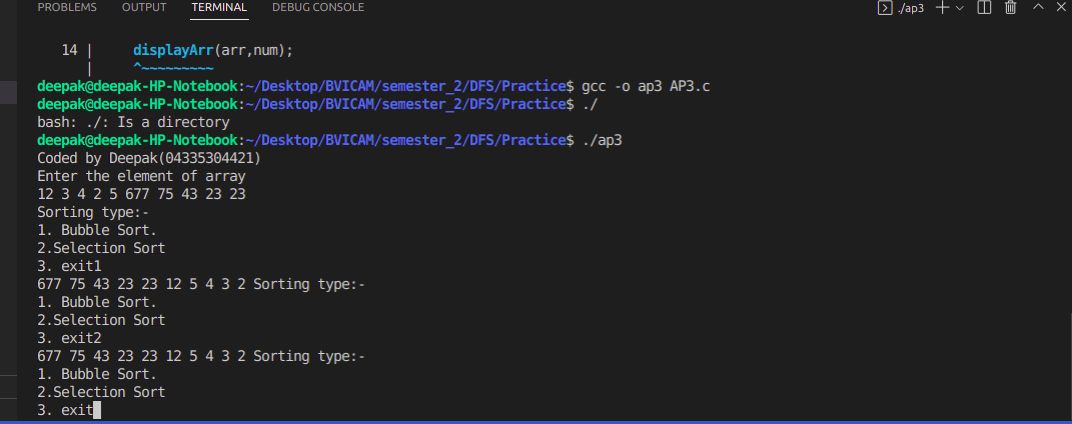 PROBLEMS OUTPUT TERMINAL DEBUG CONSOLE ./ap3
14 | displayArr(arr,num);
| ^~~~~~~~~~
deepak@deepak-HP-Notebook:~/Desktop/BVICAM/semester_2/DFS/Practice$ gcc -o ap3 AP3.c
deepak@deepak-HP-Notebook:~/Desktop/BVICAM/semester_2/DFS/Practice$ ./
bash: ./: Is a directory
deepak@deepak-HP-Notebook:~/Desktop/BVICAM/semester_2/DFS/Practice$ ./ap3
Coded by Deepak(04335304421)
Enter the element of array
12 3 4 2 5 677 75 43 23 23
Sorting type:-
1. Bubble Sort.
2.Selection Sort
3. exit1
677 75 43 23 23 12 5 4 3 2 Sorting type:-
1. Bubble Sort.
2.Selection Sort
3. exit2
677 75 43 23 23 12 5 4 3 2 Sorting type:-
1. Bubble Sort.
2.Selection Sort
3. exit